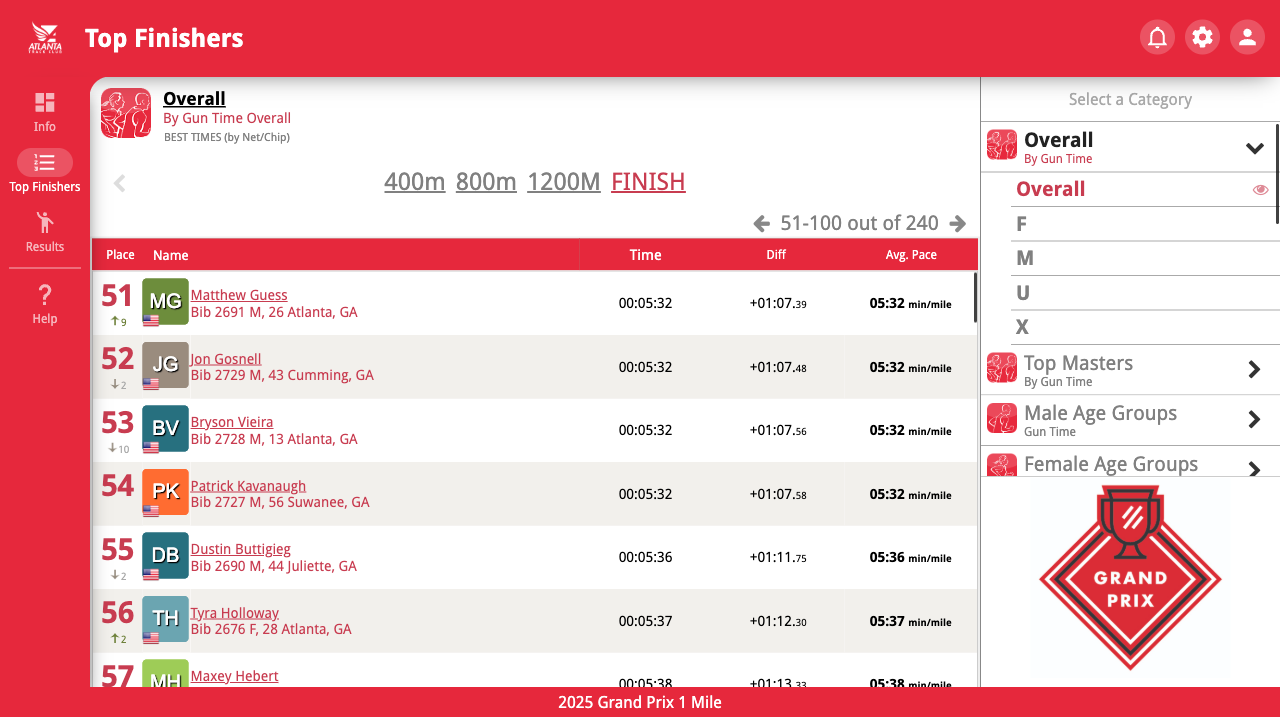 ATLANTA
TRACK CLUB
Top Finishers
Info
Top Finishers
Results
Help
Overall
By Gun Time Overall
BEST TIMES (by Net/Chip)
400m 800m 1200M FINISH
51-100 out of 240
Place Name Time Diff Avg. Pace
51 MG Matthew Guess 00:05:32 +01:07.39 05:32 min/mile
9 Bib 2691 M, 26 Atlanta, GA
52 JG Jon Gosnell 00:05:32 +01:07.48 05:32 min/mile
2 Bib 2729 M, 43 Cumming, GA
53 BV Bryson Vieira 00:05:32 +01:07.56 05:32 min/mile
10 Bib 2728 M, 13 Atlanta, GA
54 PK Patrick Kavanaugh 00:05:32 +01:07.58 05:32 min/mile
Bib 2727 M, 56 Suwanee, GA
55 DB Dustin Buttigieg 00:05:36 +01:11.75 05:36 min/mile
2 Bib 2690 M, 44 Juliette, GA
56 TH Tyra Holloway 00:05:37 +01:12.30 05:37 min/mile
2 Bib 2676 F, 28 Atlanta, GA
57 MH Maxey Hebert 00:05:38 +01:13.33 05:38 min/mile
Select a Category
Overall
By Gun Time
Overall
F
M
U
X
Top Masters
By Gun Time
Male Age Groups
Gun Time
Female Age Groups
GRAND
PRIX
2025 Grand Prix 1 Mile